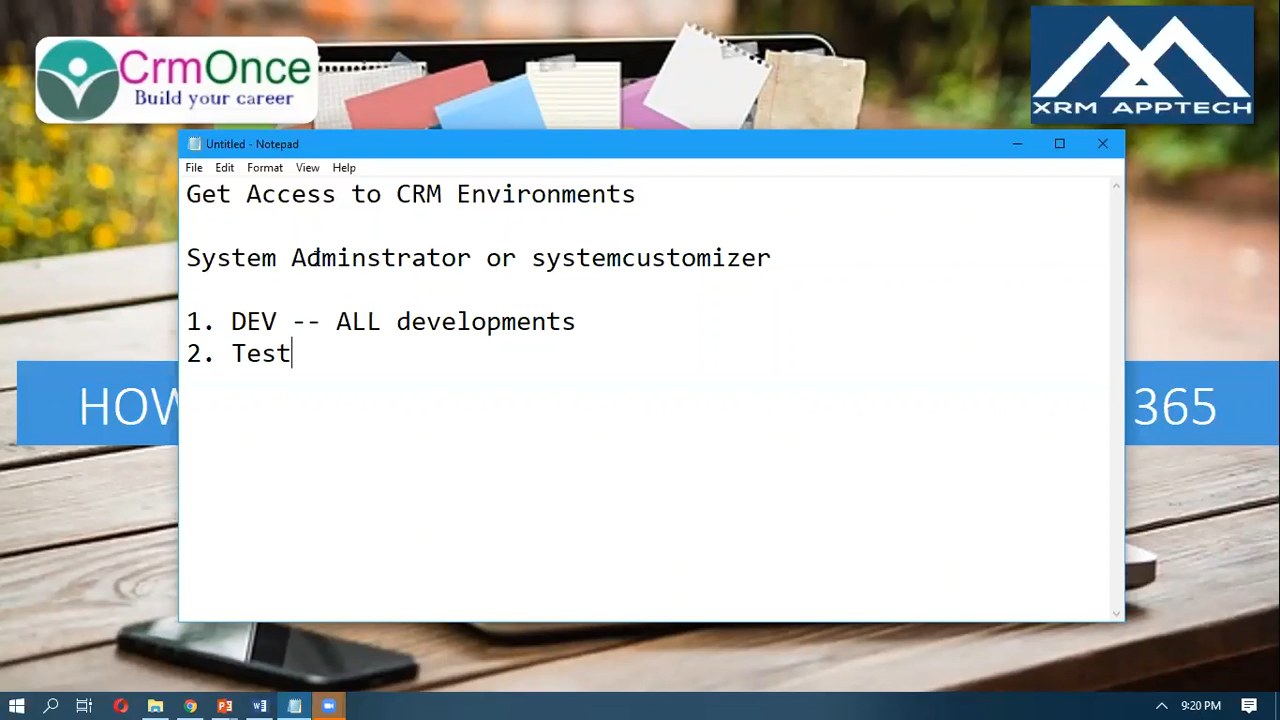 CrmOnce
Build your career
XRM APPTECH
Untitled - Notepad
File Edit Format View Help
Get Access to CRM Environments
System Adminstrator or systemcustomizer
1. DEV -- ALL developments
2. Test
HOW
365
9:20 PM